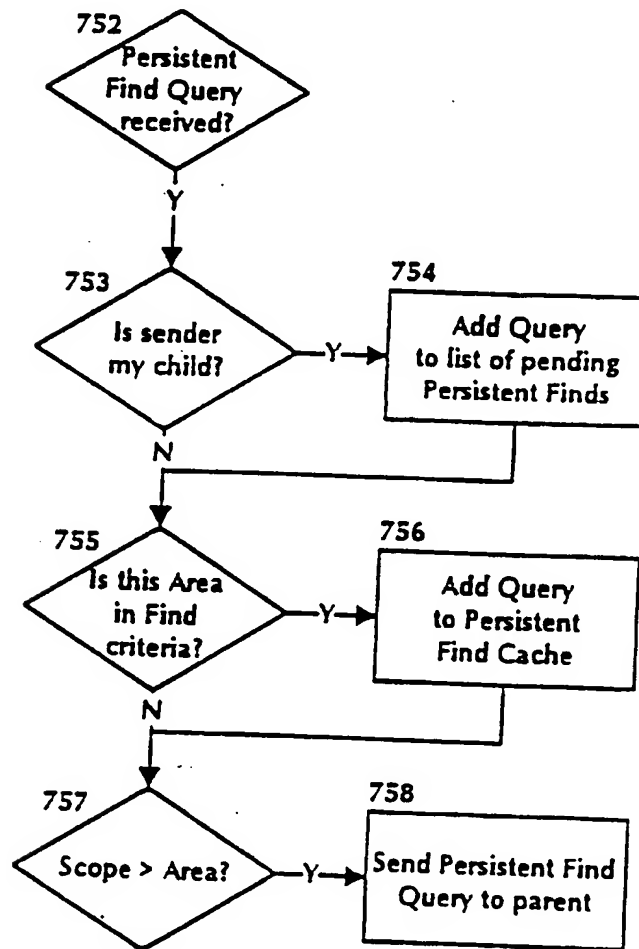 752
Persistent
Find Query
received?
Y
753
Is sender
my child?
Y
754
Add Query
to list of pending
Persistent Finds
N
755
Is this Area
in Find
criteria?
Y
756
Add Query
to Persistent
Find Cache
N
757
Scope > Area?
Y
758
Send Persistent Find
Query to parent